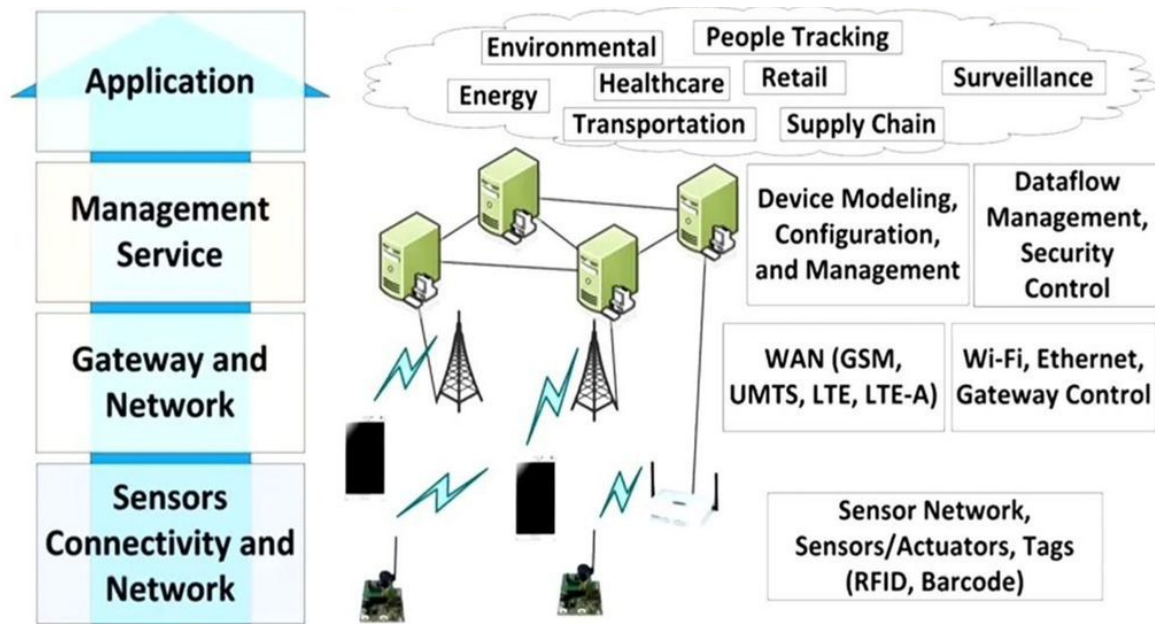 Application
Environmental
People Tracking
Energy
Healthcare
Retail
Surveillance
Transportation
Supply Chain
Management
Service
Device Modeling,
Configuration,
and Management
Dataflow
Management,
Security
Control
Gateway and
Network
WAN (GSM,
UMTS, LTE, LTE-A)
Wi-Fi, Ethernet,
Gateway Control
Sensors
Connectivity and
Network
Sensor Network,
Sensors/Actuators, Tags
(RFID, Barcode)